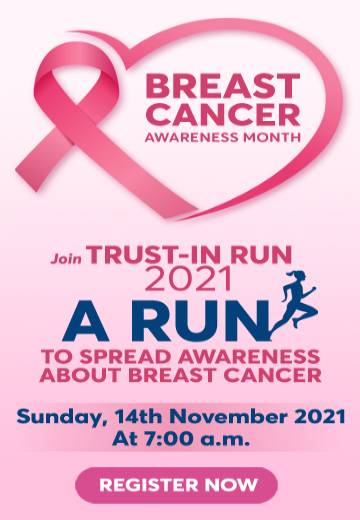 BREAST
CANCER
AWARENESS MONTH
Join TRUST-IN RUN
2021
A RUN
TO SPREAD AWARENESS
ABOUT BREAST CANCER
Sunday, 14th November 2021
At 7:00 a.m.
REGISTER NOW